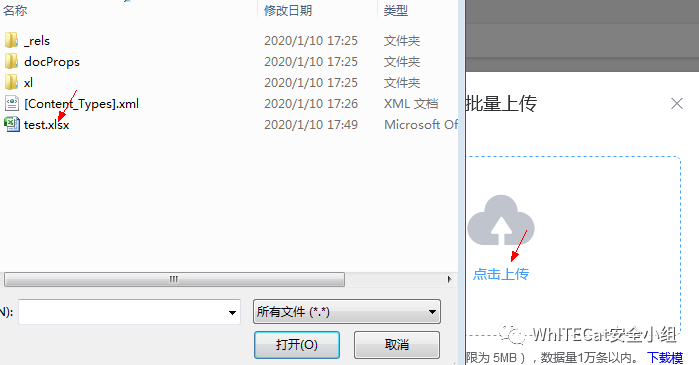 名称 修改日期 类型
_rels 2020/1/10 17:25 文件夹
docProps 2020/1/10 17:25 文件夹
xl 2020/1/10 17:25 文件夹
[Content_Types].xml 2020/1/10 17:26 XML 文档
test.xlsx 2020/1/10 17:49 Microsoft Of
N): 所有文件 (*.*)
打开(O) 取消
批量上传
点击上传
WhITECat安全小组
限为 5MB），数据量1万条以内。 下载模